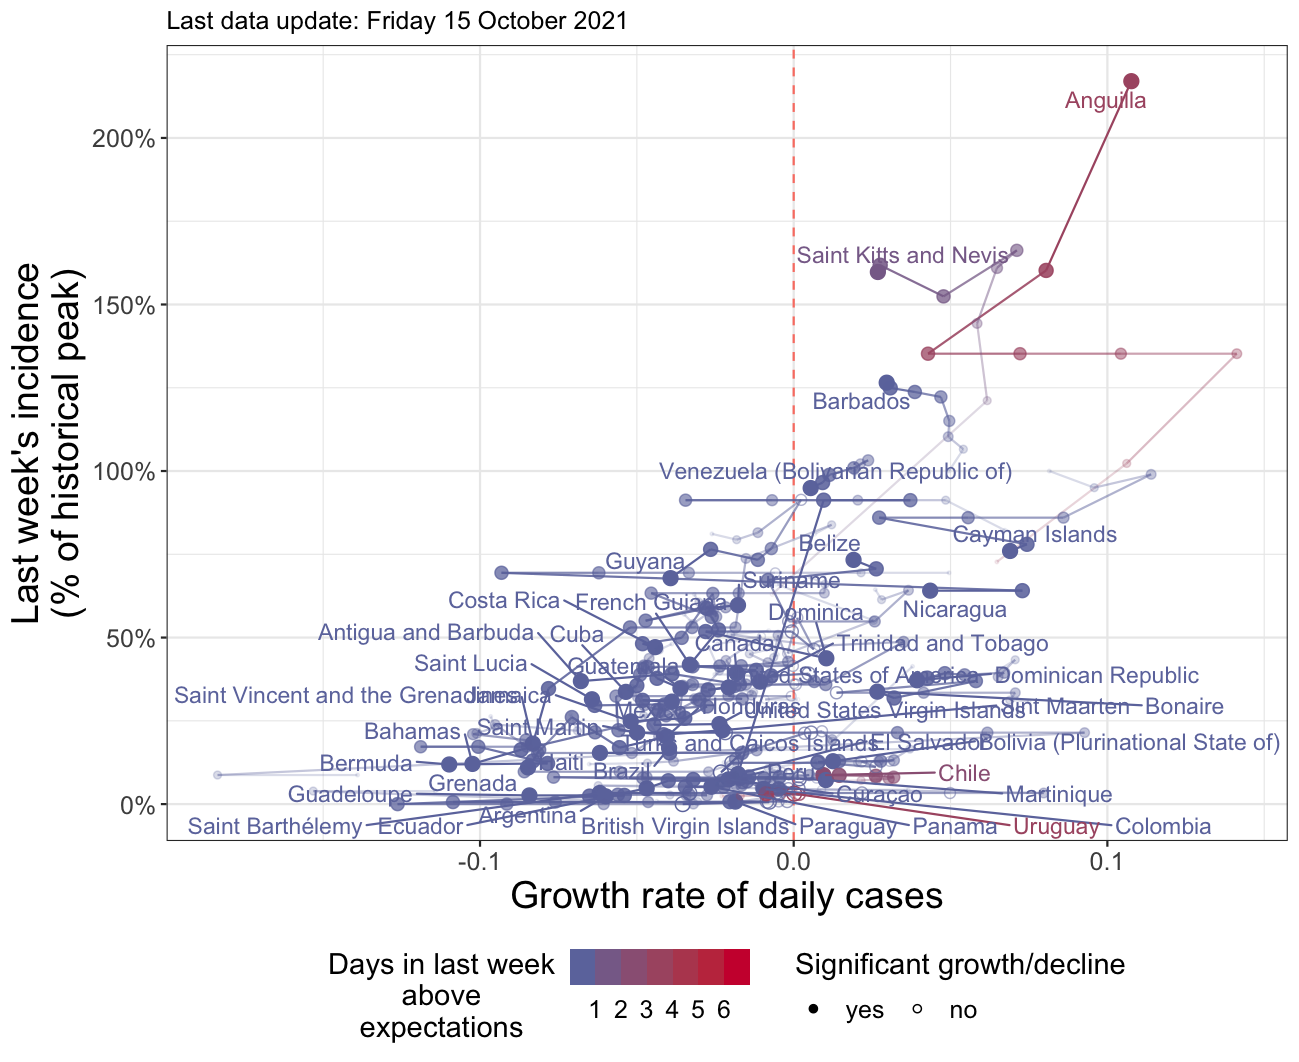 Last data update: Friday 15 October 2021
Last week's incidence
(% of historical peak)
200%
150%
100%
50%
0%
Anguilla
Saint Kitts and Nevis
Barbados
Venezuela (Bolivarian Republic of)
Cayman Islands
Belize
Guyana
Suriname
Costa Rica
French Guiana
Nicaragua
Dominica
Antigua and Barbuda
Cuba
Canada
Trinidad and Tobago
Saint Lucia
Guatemala
United States of America
Dominican Republic
Saint Vincent and the Grenadines
Jamaica
Mexico
Honduras
United States Virgin Islands
Sint Maarten
Bonaire
Bahamas
Saint Martin
Turks and Caicos Islands
El Salvador
Bolivia (Plurinational State of)
Bermuda
Haiti
Brazil
Peru
Chile
Grenada
Guadeloupe
Curaçao
Martinique
Argentina
Saint Barthélemy
Ecuador
British Virgin Islands
Paraguay
Panama
Uruguay
Colombia
-0.1
0.0
0.1
Growth rate of daily cases
Days in last week
above
expectations
1 2 3 4 5 6
Significant growth/decline
yes
no